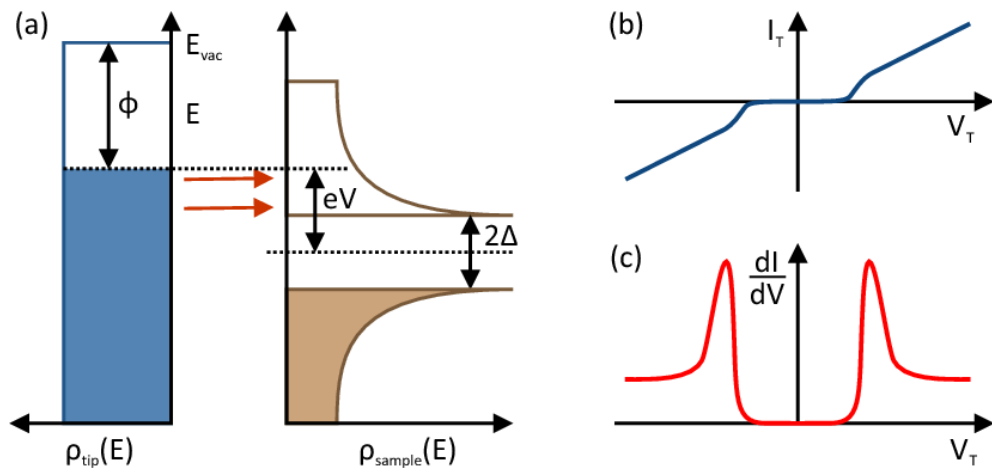 (a)
E_vac
ϕ
E
eV
2Δ
ρ_tip(E)
ρ_sample(E)
(b)
I_T
V_T
(c)
dI
dV
V_T